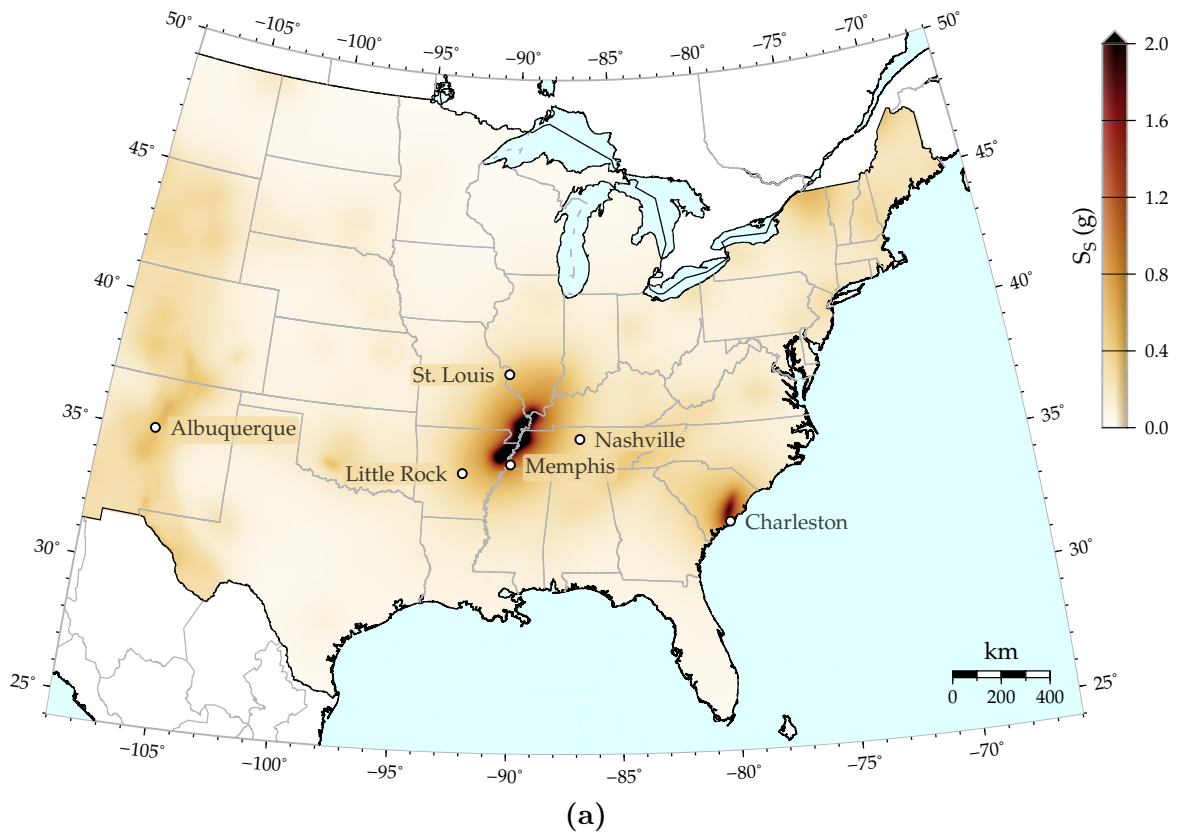 50° −105° −100° −95° −90° −85° −80° −75° −70° 50°
2.0
1.6
1.2
0.8
0.4
0.0
S_S (g)
45° 45°
40° 40°
35° 35°
30° 30°
25° 25°
St. Louis
Albuquerque
Nashville
Little Rock
Memphis
Charleston
km
0 200 400
−105° −100° −95° −90° −85° −80° −75° −70°
(a)